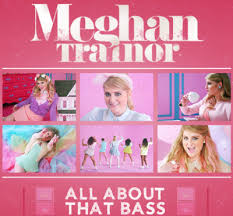 Meghan
Trainor
ALL ABOUT
THAT BASS